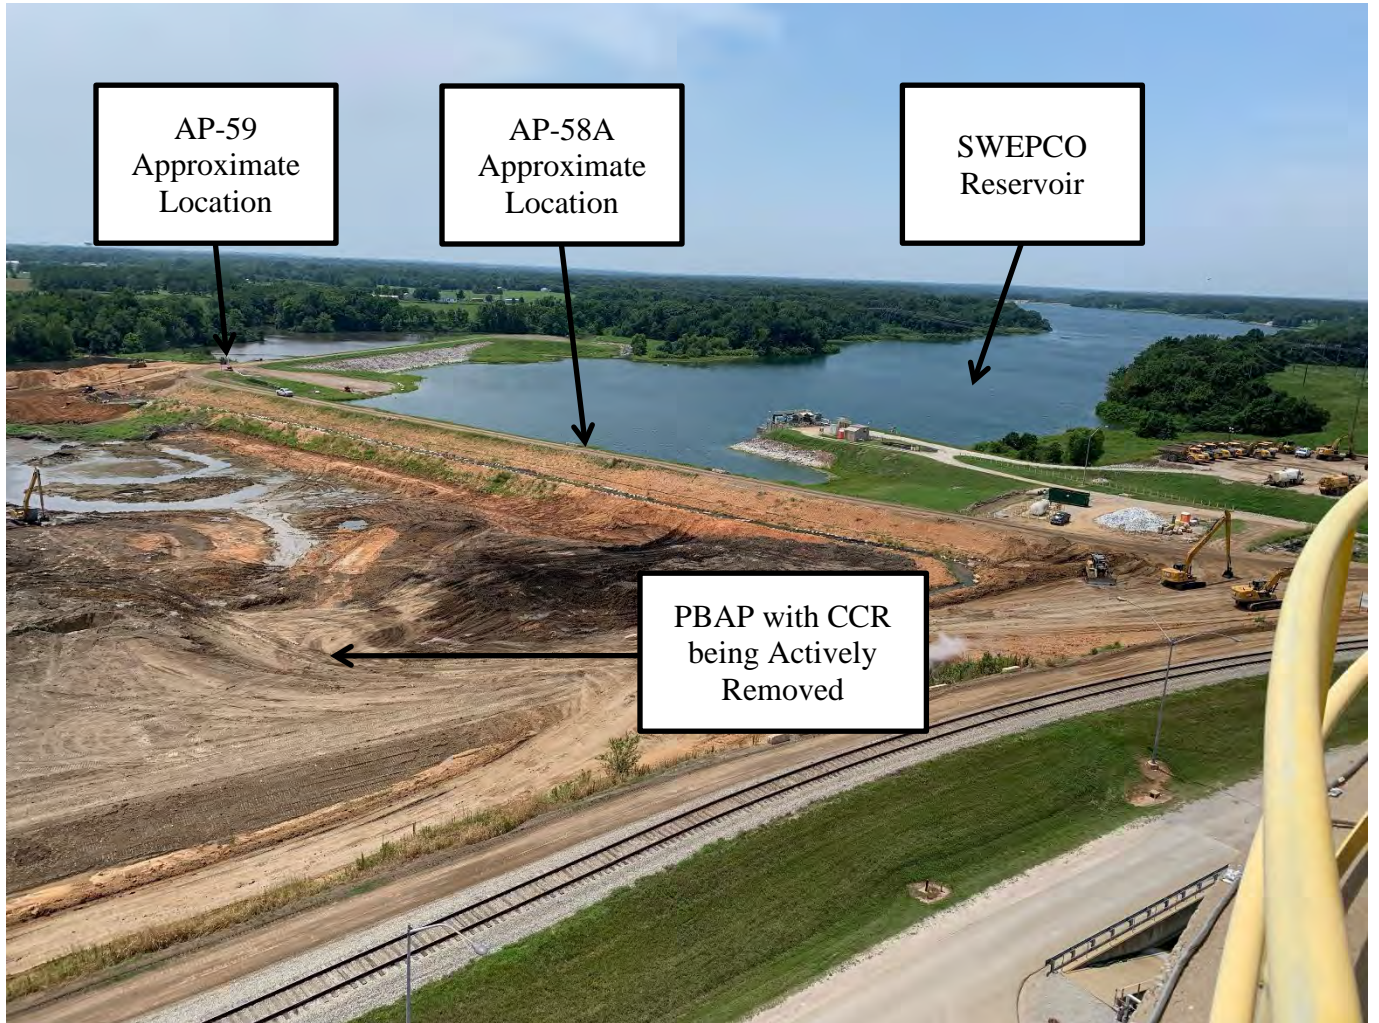 AP-59
Approximate
Location
AP-58A
Approximate
Location
SWEPCO
Reservoir
PBAP with CCR
being Actively
Removed